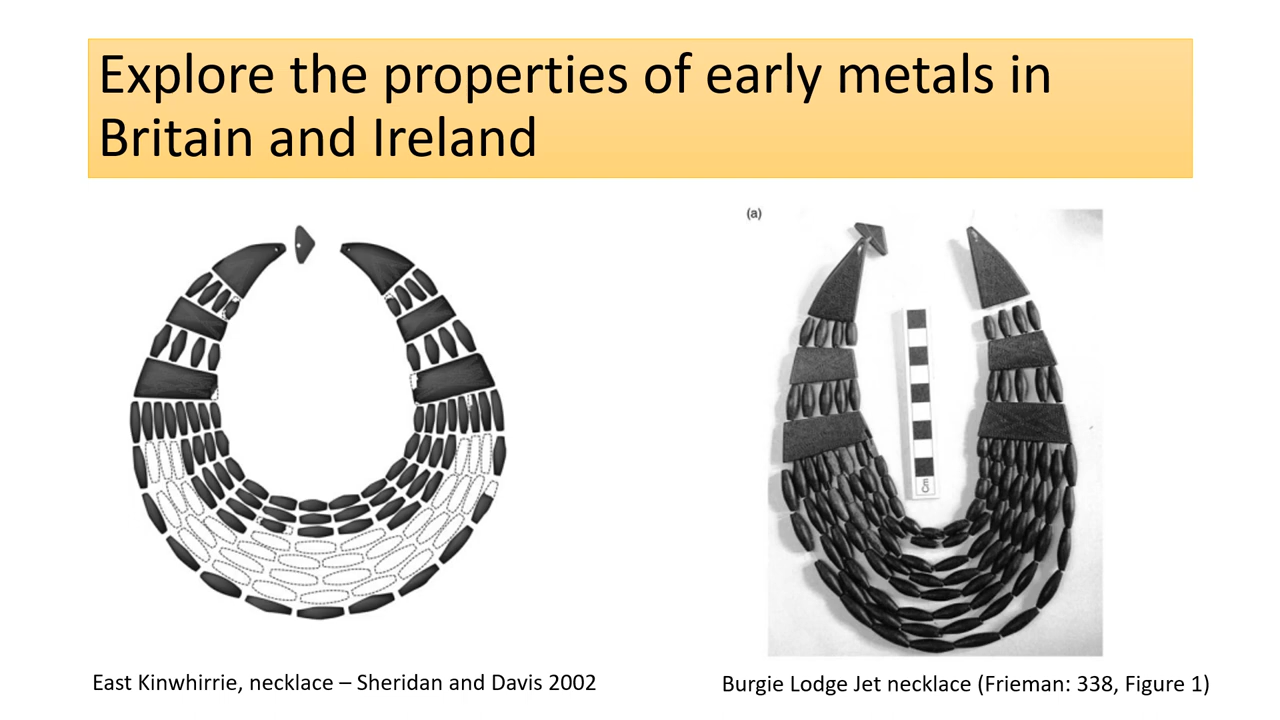 Explore the properties of early metals in
Britain and Ireland
(a)
Cm
East Kinwhirrie, necklace – Sheridan and Davis 2002
Burgie Lodge Jet necklace (Frieman: 338, Figure 1)